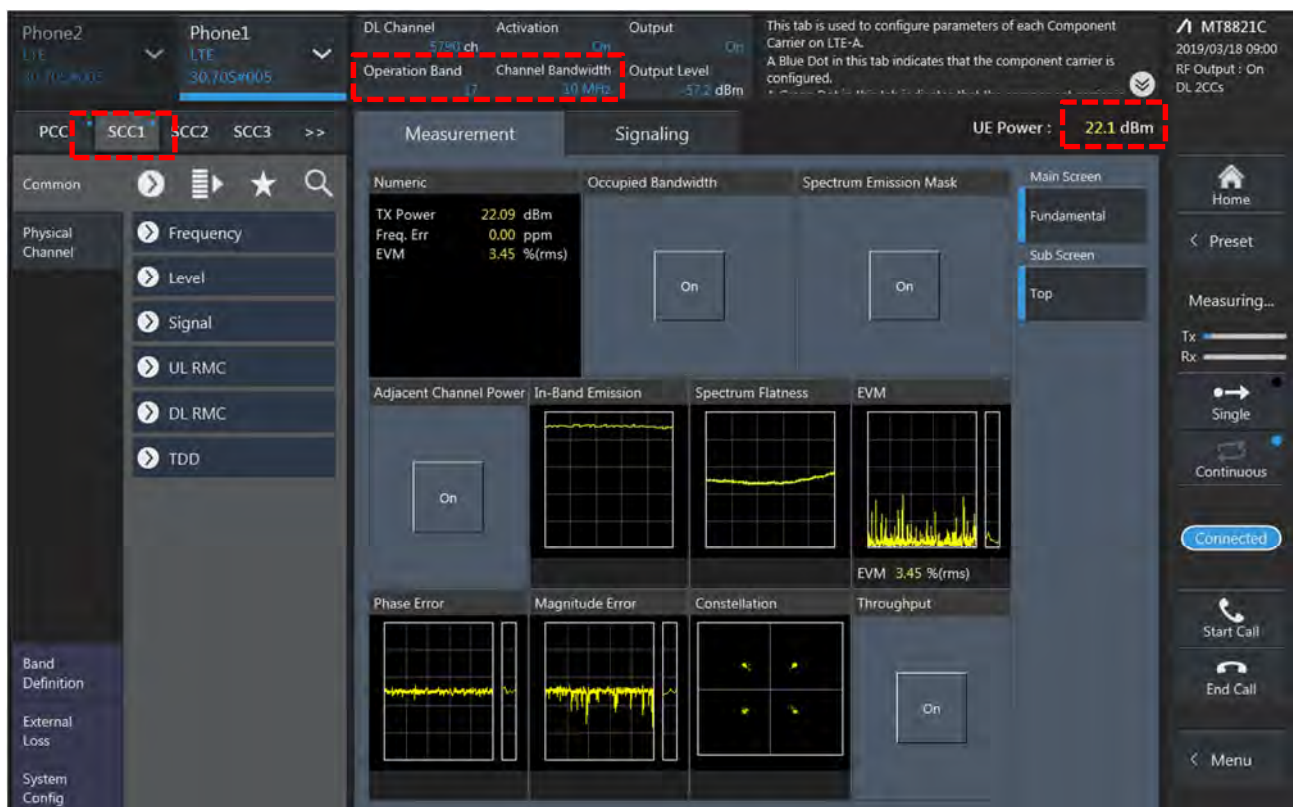 Phone2
LTE
30.70S#005
Phone1
LTE
30.70S#005
DL Channel
5790 ch
Activation
On
Output
On
Operation Band
17
Channel Bandwidth
10 MHz
Output Level
-57.2 dBm
This tab is used to configure parameters of each Component
Carrier on LTE-A.
A Blue Dot in this tab indicates that the component carrier is
configured.
MT8821C
2019/03/18 09:00
RF Output : On
DL 2CCs
PCC
SCC1
SCC2
SCC3
>>
Measurement
Signaling
UE Power : 22.1 dBm
Common
Physical
Channel
Frequency
Level
Signal
UL RMC
DL RMC
TDD
Band
Definition
External
Loss
System
Config
Numeric
TX Power 22.09 dBm
Freq. Err 0.00 ppm
EVM 3.45 %(rms)
Occupied Bandwidth
On
Spectrum Emission Mask
On
Main Screen
Fundamental
Sub Screen
Top
Adjacent Channel Power
On
In-Band Emission
Spectrum Flatness
EVM
EVM 3.45 %(rms)
Phase Error
Magnitude Error
Constellation
Throughput
On
Home
< Preset
Measuring...
Tx
Rx
Single
Continuous
Connected
Start Call
End Call
< Menu